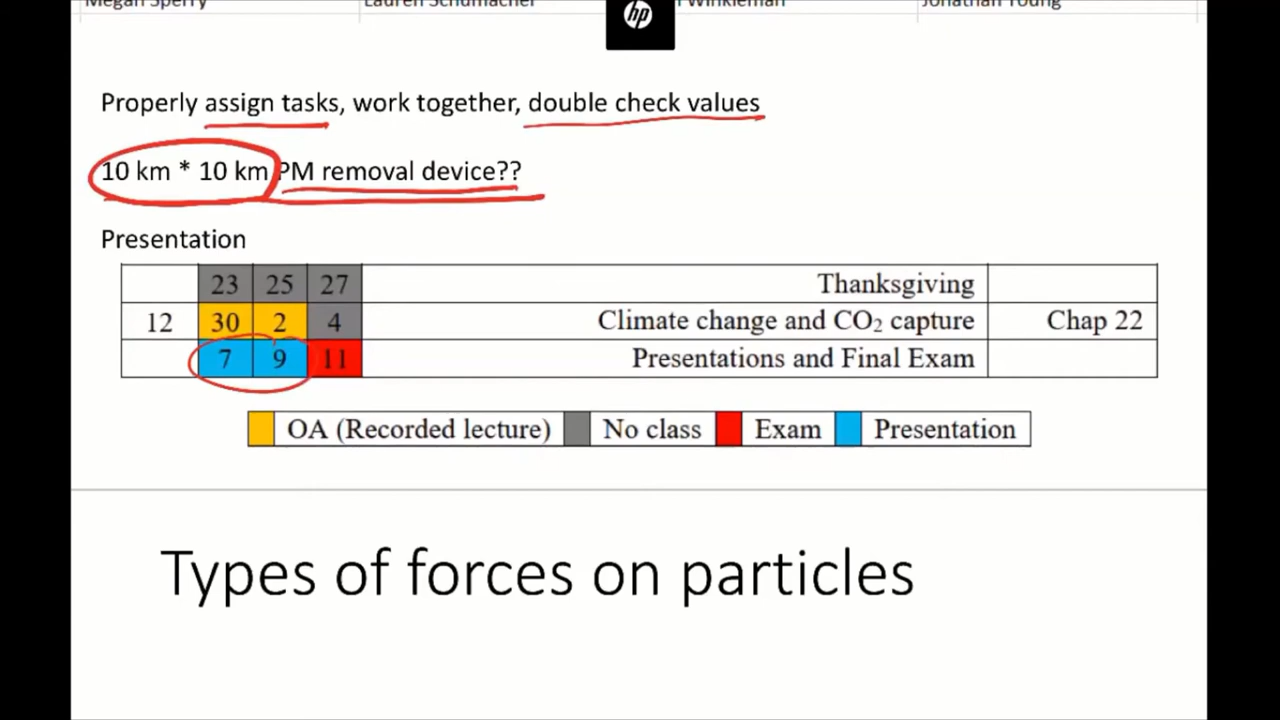 Megan Sperry Lauren Schumacher Winkleman Jonathan Young
hp
Properly assign tasks, work together, double check values
10 km * 10 km PM removal device??
Presentation
23 25 27 Thanksgiving
12 30 2 4 Climate change and CO₂ capture Chap 22
7 9 11 Presentations and Final Exam
OA (Recorded lecture) No class Exam Presentation
Types of forces on particles